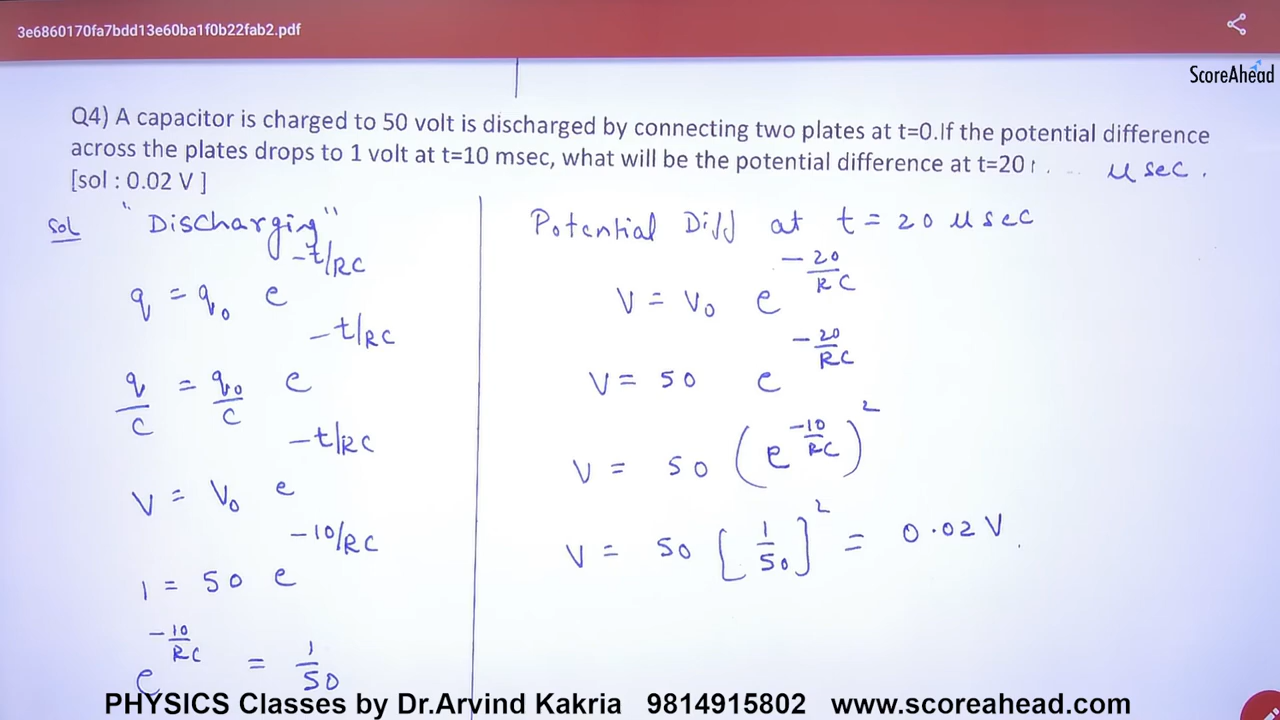 3e6860170fa7bdd13e60ba1f0b22fab2.pdf
ScoreAhead
Q4) A capacitor is charged to 50 volt is discharged by connecting two plates at t=0.If the potential difference
across the plates drops to 1 volt at t=10 msec, what will be the potential difference at t=20 μ sec.
[sol : 0.02 V ]
Sol "Discharging"
q = q₀ e^(-t/RC)
q/C = q₀/C e^(-t/RC)
V = V₀ e^(-t/RC)
1 = 50 e^(-10/RC)
e^(-10/RC) = 1/50
Potential Diff at t = 20 μ sec
V = V₀ e^(-20/RC)
V = 50 e^(-20/RC)
V = 50 (e^(-10/RC))²
V = 50 [1/50]² = 0.02 V
PHYSICS Classes by Dr.Arvind Kakria 9814915802 www.scoreahead.com